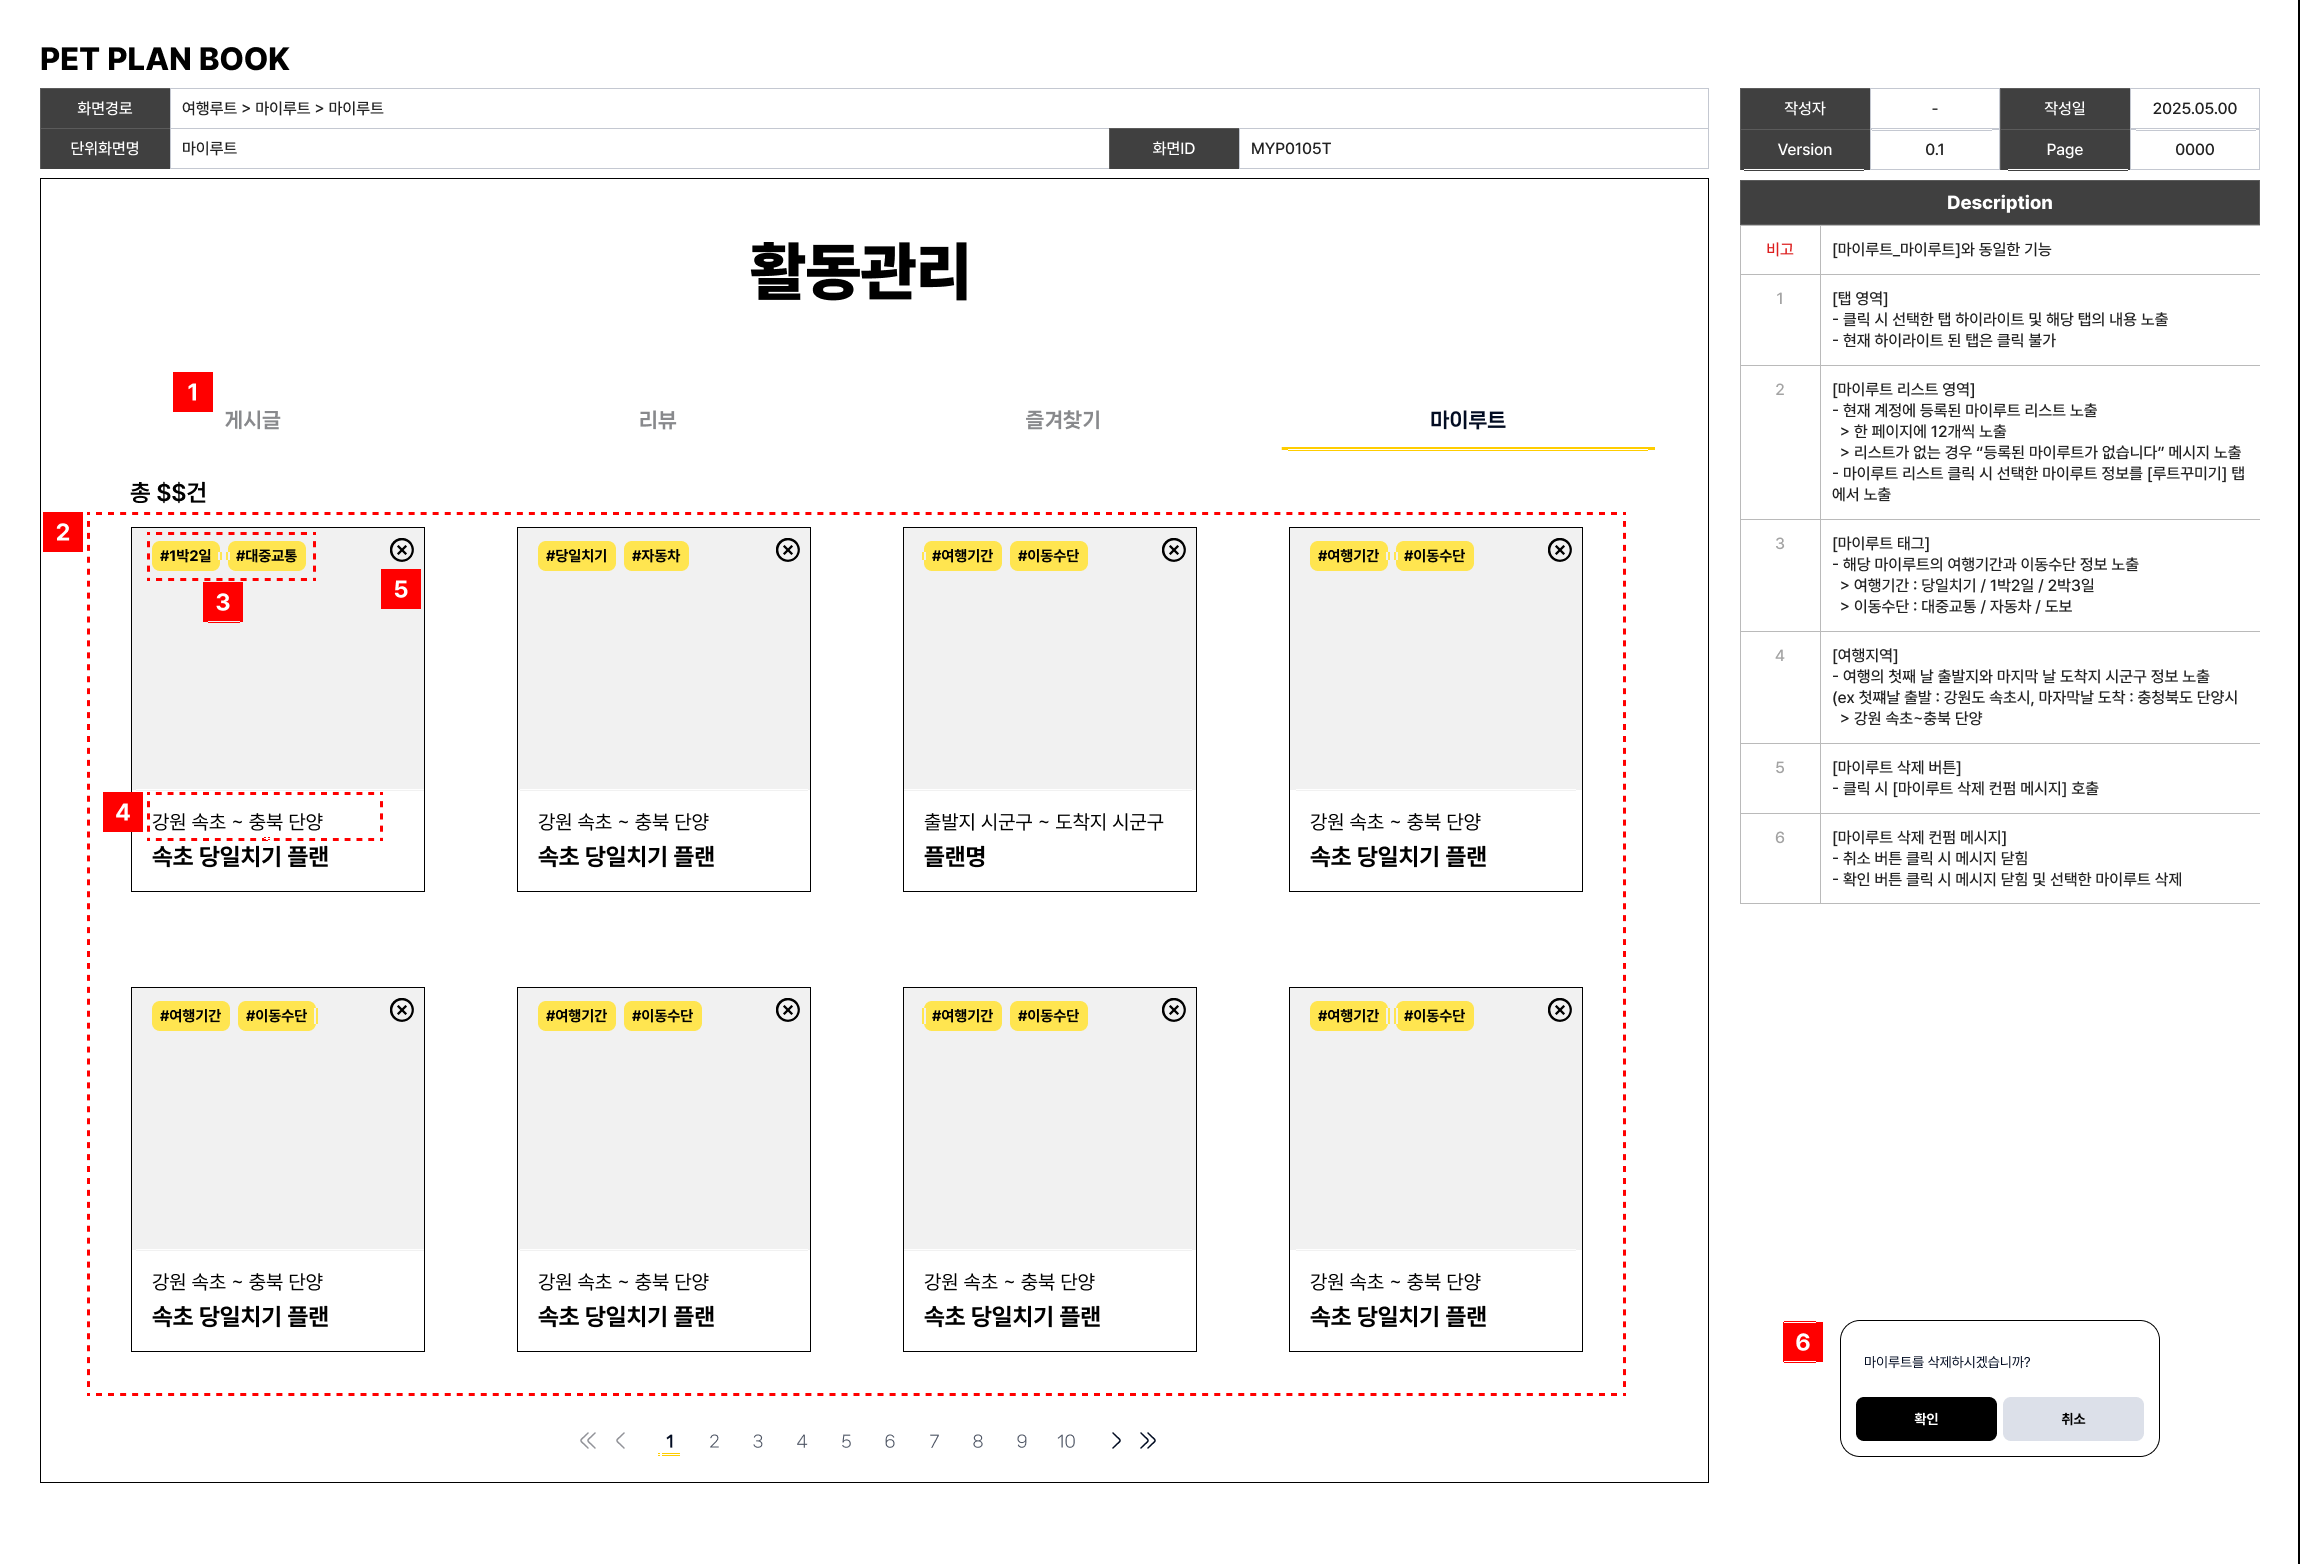 PET PLAN BOOK
화면경로 여행루트 > 마이루트 > 마이루트
단위화면명 마이루트 화면ID MYP0105T
작성자 - 작성일 2025.05.00
Version 0.1 Page 0000
활동관리
1
게시글 리뷰 즐겨찾기 마이루트
총 $$건
2
#1박2일 #대중교통
5
3
#당일치기 #자동차
#여행기간 #이동수단
#여행기간 #이동수단
4
강원 속초 ~ 충북 단양
속초 당일치기 플랜
강원 속초 ~ 충북 단양
속초 당일치기 플랜
출발지 시군구 ~ 도착지 시군구
플랜명
강원 속초 ~ 충북 단양
속초 당일치기 플랜
#여행기간 #이동수단
#여행기간 #이동수단
#여행기간 #이동수단
#여행기간 #이동수단
강원 속초 ~ 충북 단양
속초 당일치기 플랜
강원 속초 ~ 충북 단양
속초 당일치기 플랜
강원 속초 ~ 충북 단양
속초 당일치기 플랜
강원 속초 ~ 충북 단양
속초 당일치기 플랜
1 2 3 4 5 6 7 8 9 10
Description
비고 [마이루트_마이루트]와 동일한 기능
1 [탭 영역]
- 클릭 시 선택한 탭 하이라이트 및 해당 탭의 내용 노출
- 현재 하이라이트 된 탭은 클릭 불가
2 [마이루트 리스트 영역]
- 현재 계정에 등록된 마이루트 리스트 노출
> 한 페이지에 12개씩 노출
> 리스트가 없는 경우 “등록된 마이루트가 없습니다” 메시지 노출
- 마이루트 리스트 클릭 시 선택한 마이루트 정보를 [루트꾸미기] 탭
에서 노출
3 [마이루트 태그]
- 해당 마이루트의 여행기간과 이동수단 정보 노출
> 여행기간 : 당일치기 / 1박2일 / 2박3일
> 이동수단 : 대중교통 / 자동차 / 도보
4 [여행지역]
- 여행의 첫째 날 출발지와 마지막 날 도착지 시군구 정보 노출
(ex 첫쨰날 출발 : 강원도 속초시, 마자막날 도착 : 충청북도 단양시
> 강원 속초~충북 단양
5 [마이루트 삭제 버튼]
- 클릭 시 [마이루트 삭제 컨펌 메시지] 호출
6 [마이루트 삭제 컨펌 메시지]
- 취소 버튼 클릭 시 메시지 닫힘
- 확인 버튼 클릭 시 메시지 닫힘 및 선택한 마이루트 삭제
6
마이루트를 삭제하시겠습니까?
확인 취소